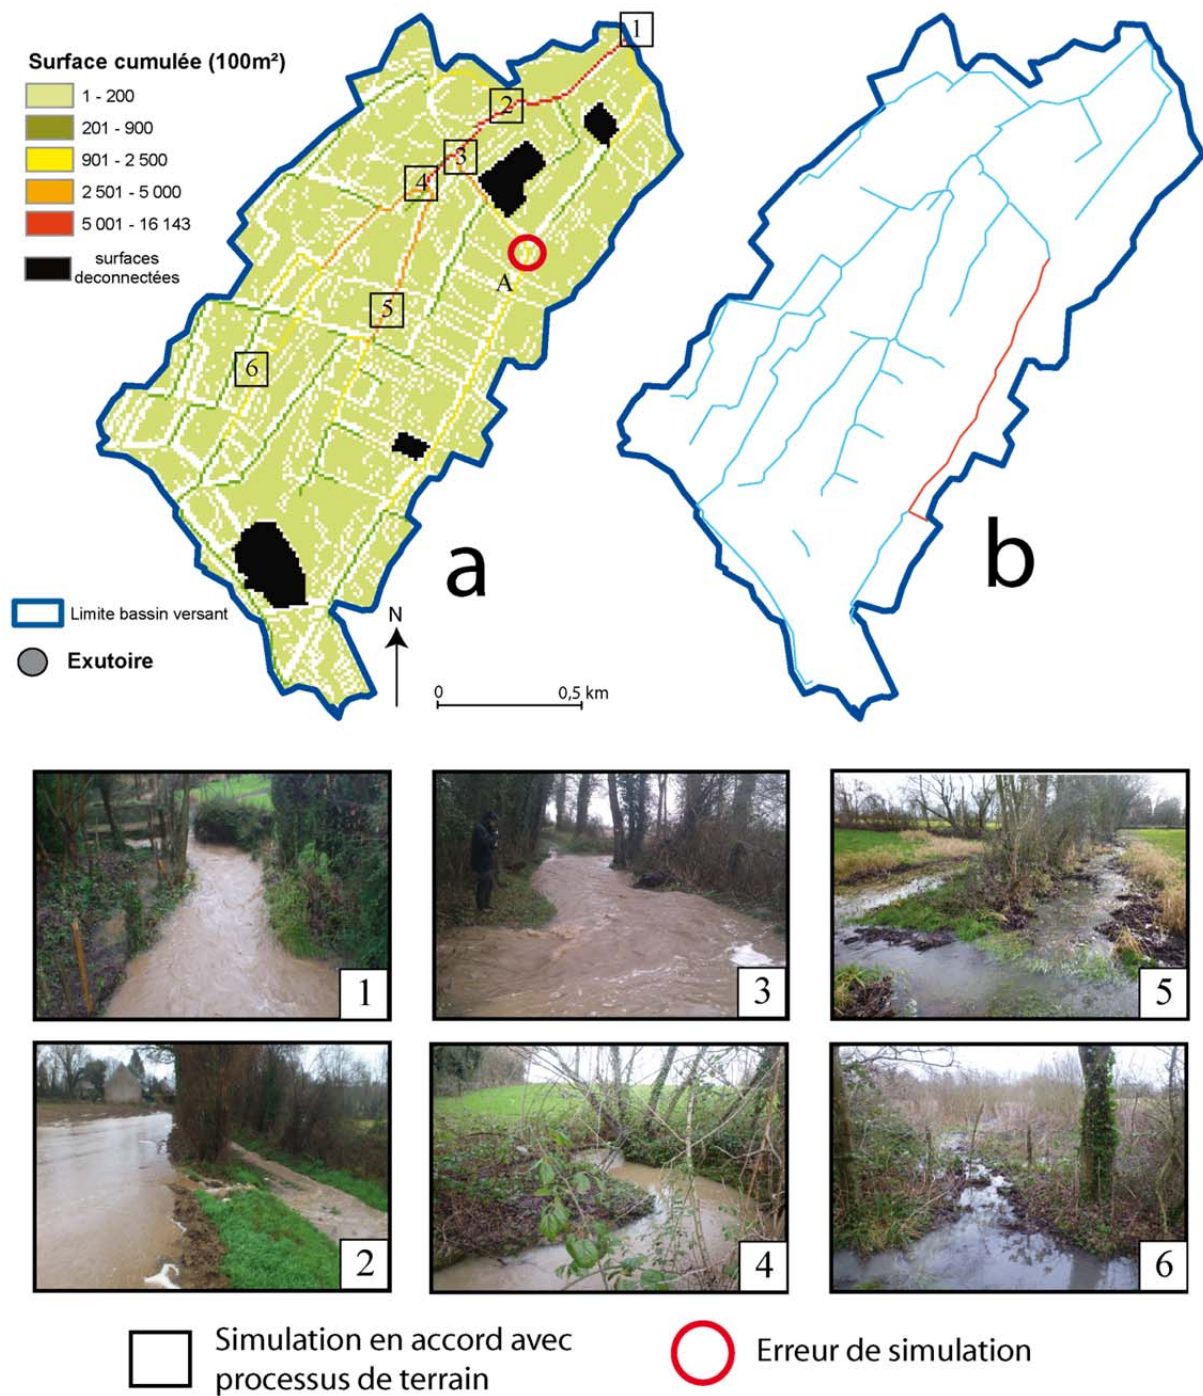 Surface cumulée (100m²)
1 - 200
201 - 900
901 - 2 500
2 501 - 5 000
5 001 - 16 143
surfaces
deconnectées
1
2
3
4
A
5
6
a
b
Limite bassin versant
Exutoire
N
0
0,5 km
1
3
5
2
4
6
Simulation en accord avec
processus de terrain
Erreur de simulation